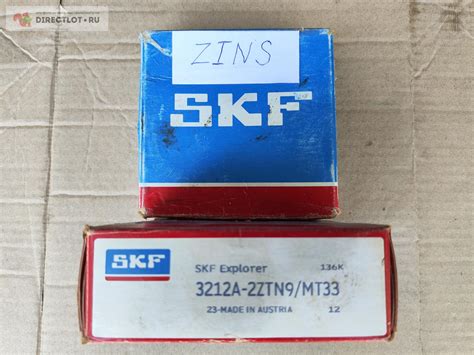 DIRECTLOT.RU
ZINS
SKF
SKF
SKF Explorer 136K
3212A-2ZTN9/MT33
23-MADE IN AUSTRIA 12